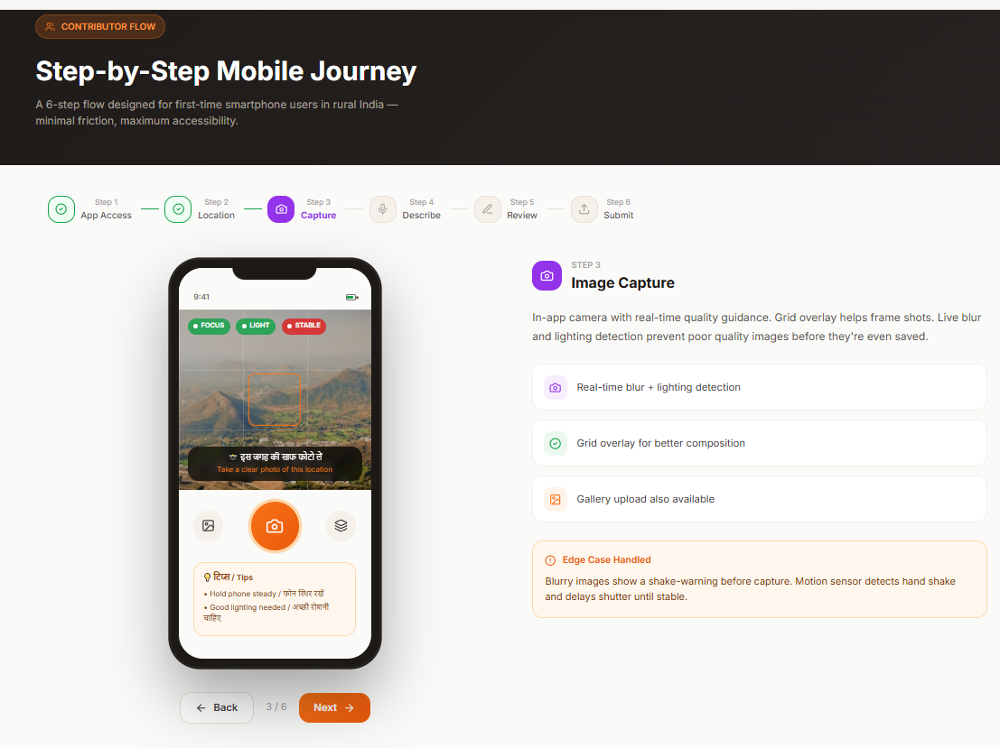 CONTRIBUTOR FLOW
Step-by-Step Mobile Journey
A 6-step flow designed for first-time smartphone users in rural India —
minimal friction, maximum accessibility.
Step 1
App Access
Step 2
Location
Step 3
Capture
Step 4
Describe
Step 5
Review
Step 6
Submit
9:41
FOCUS
LIGHT
STABLE
इस जगह की साफ फोटो लें
Take a clear photo of this location
टिप्स / Tips
• Hold phone steady / फोन स्थिर रखें
• Good lighting needed / अच्छी रोशनी
चाहिए
Back
3 / 6
Next
STEP 3
Image Capture
In-app camera with real-time quality guidance. Grid overlay helps frame shots. Live blur
and lighting detection prevent poor quality images before they're even saved.
Real-time blur + lighting detection
Grid overlay for better composition
Gallery upload also available
Edge Case Handled
Blurry images show a shake-warning before capture. Motion sensor detects hand shake
and delays shutter until stable.